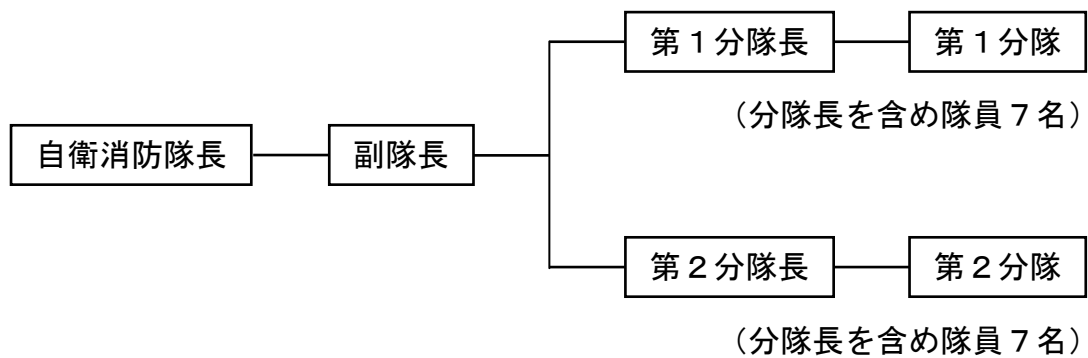 第１分隊長
第１分隊
（分隊長を含め隊員７名）
自衛消防隊長
副隊長
第２分隊長
第２分隊
（分隊長を含め隊員７名）